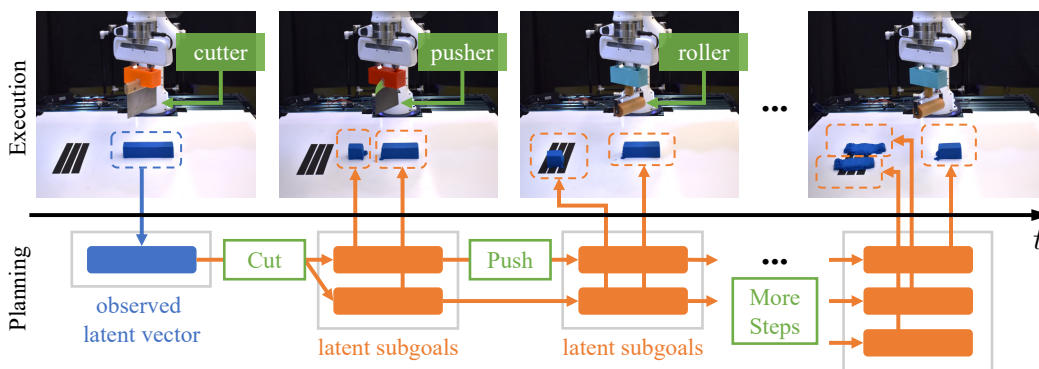 Execution
cutter
pusher
roller
...
t
Planning
Cut
Push
...
More
Steps
observed
latent vector
latent subgoals
latent subgoals